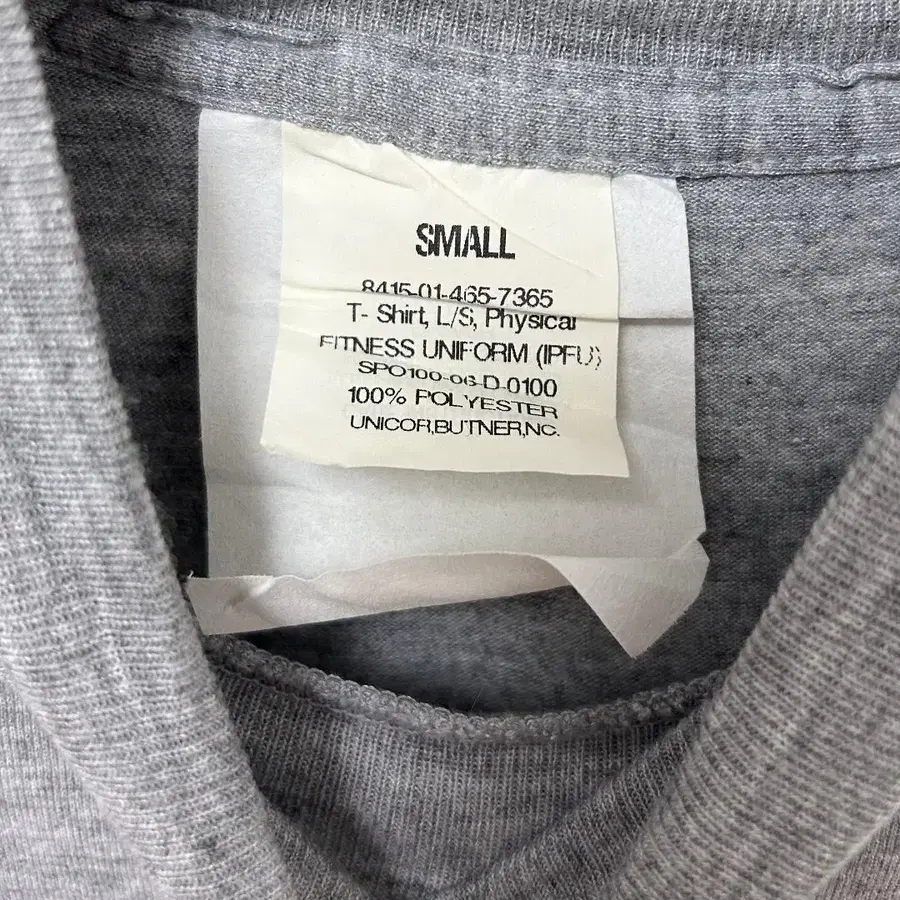 SMALL
8415-01-465-7365
T- Shirt, L/S, Physical
FITNESS UNIFORM (IPFU)
SPO100-06-D-0100
100% POLYESTER
UNICOR,BUTNER,NC.